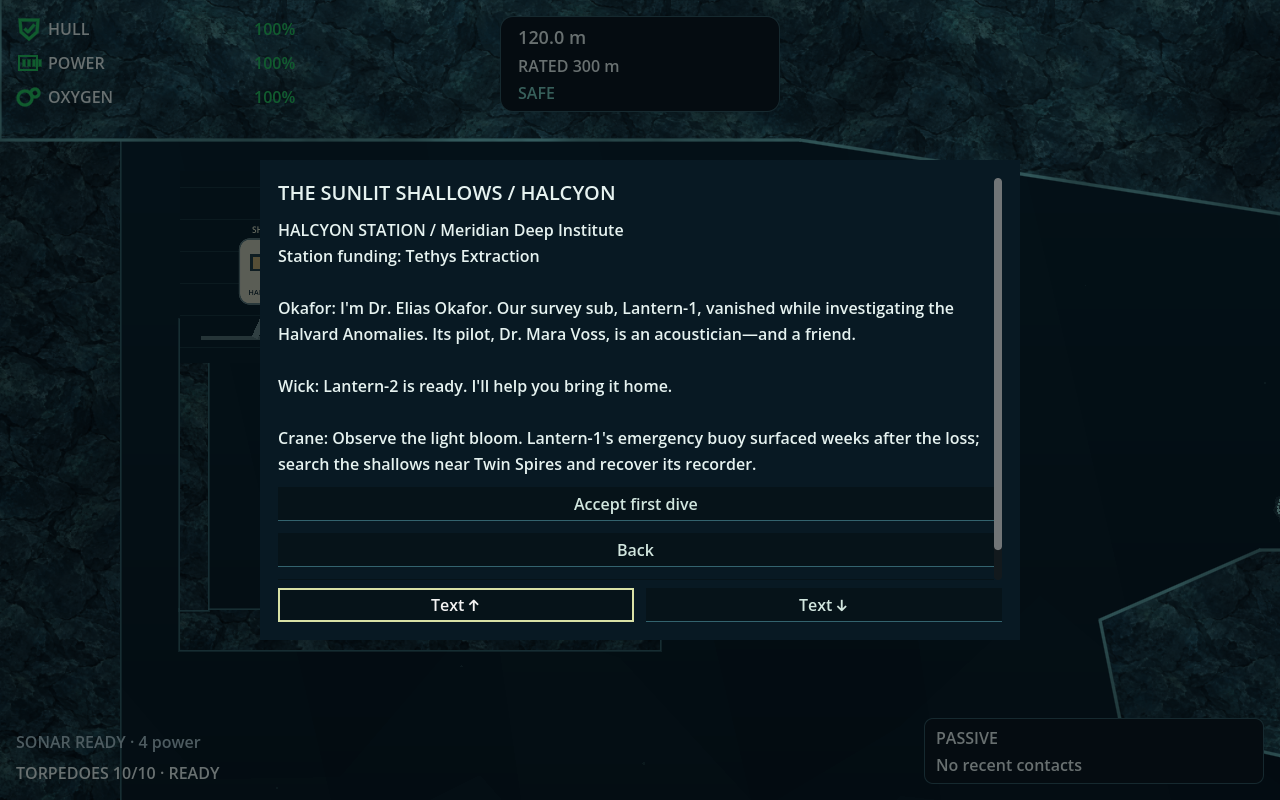 HULL 100%
POWER 100%
OXYGEN 100%
120.0 m
RATED 300 m
SAFE
THE SUNLIT SHALLOWS / HALCYON
HALCYON STATION / Meridian Deep Institute
Station funding: Tethys Extraction
Okafor: I'm Dr. Elias Okafor. Our survey sub, Lantern-1, vanished while investigating the
Halvard Anomalies. Its pilot, Dr. Mara Voss, is an acoustician—and a friend.
Wick: Lantern-2 is ready. I'll help you bring it home.
Crane: Observe the light bloom. Lantern-1's emergency buoy surfaced weeks after the loss;
search the shallows near Twin Spires and recover its recorder.
Accept first dive
Back
Text ↑
Text ↓
SONAR READY · 4 power
TORPEDOES 10/10 · READY
PASSIVE
No recent contacts